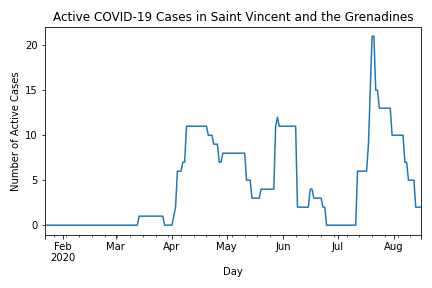 Active COVID-19 Cases in Saint Vincent and the Grenadines
Number of Active Cases
20
15
10
5
0
Feb Mar Apr May Jun Jul Aug
2020
Day